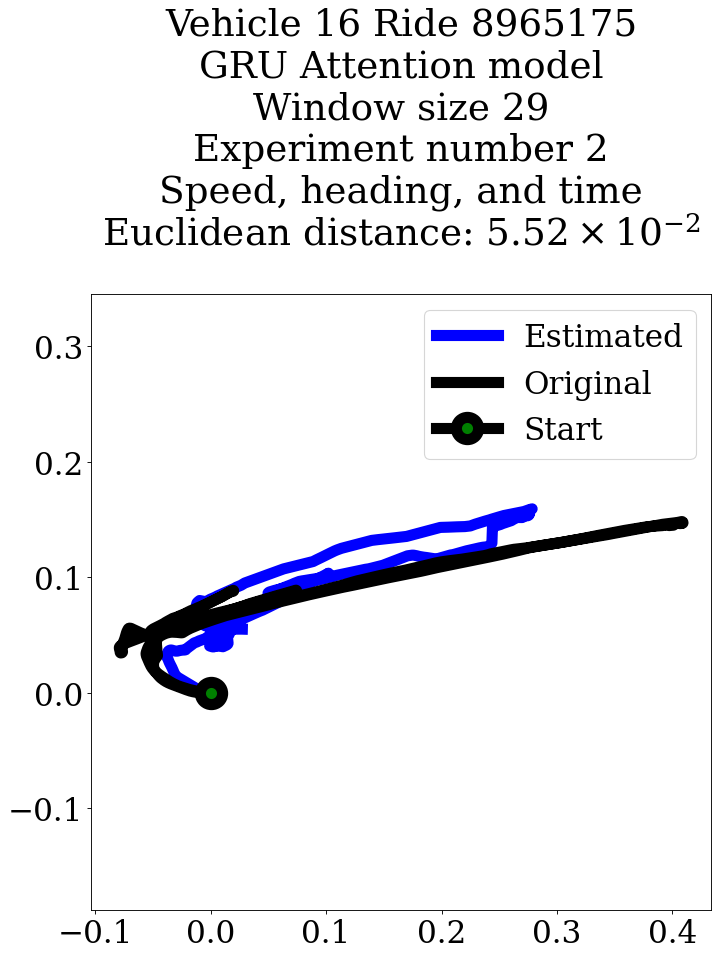 Vehicle 16 Ride 8965175
GRU Attention model
Window size 29
Experiment number 2
Speed, heading, and time
Euclidean distance: 5.52 × 10⁻²
Estimated
Original
Start
0.3
0.2
0.1
0.0
−0.1
−0.1 0.0 0.1 0.2 0.3 0.4